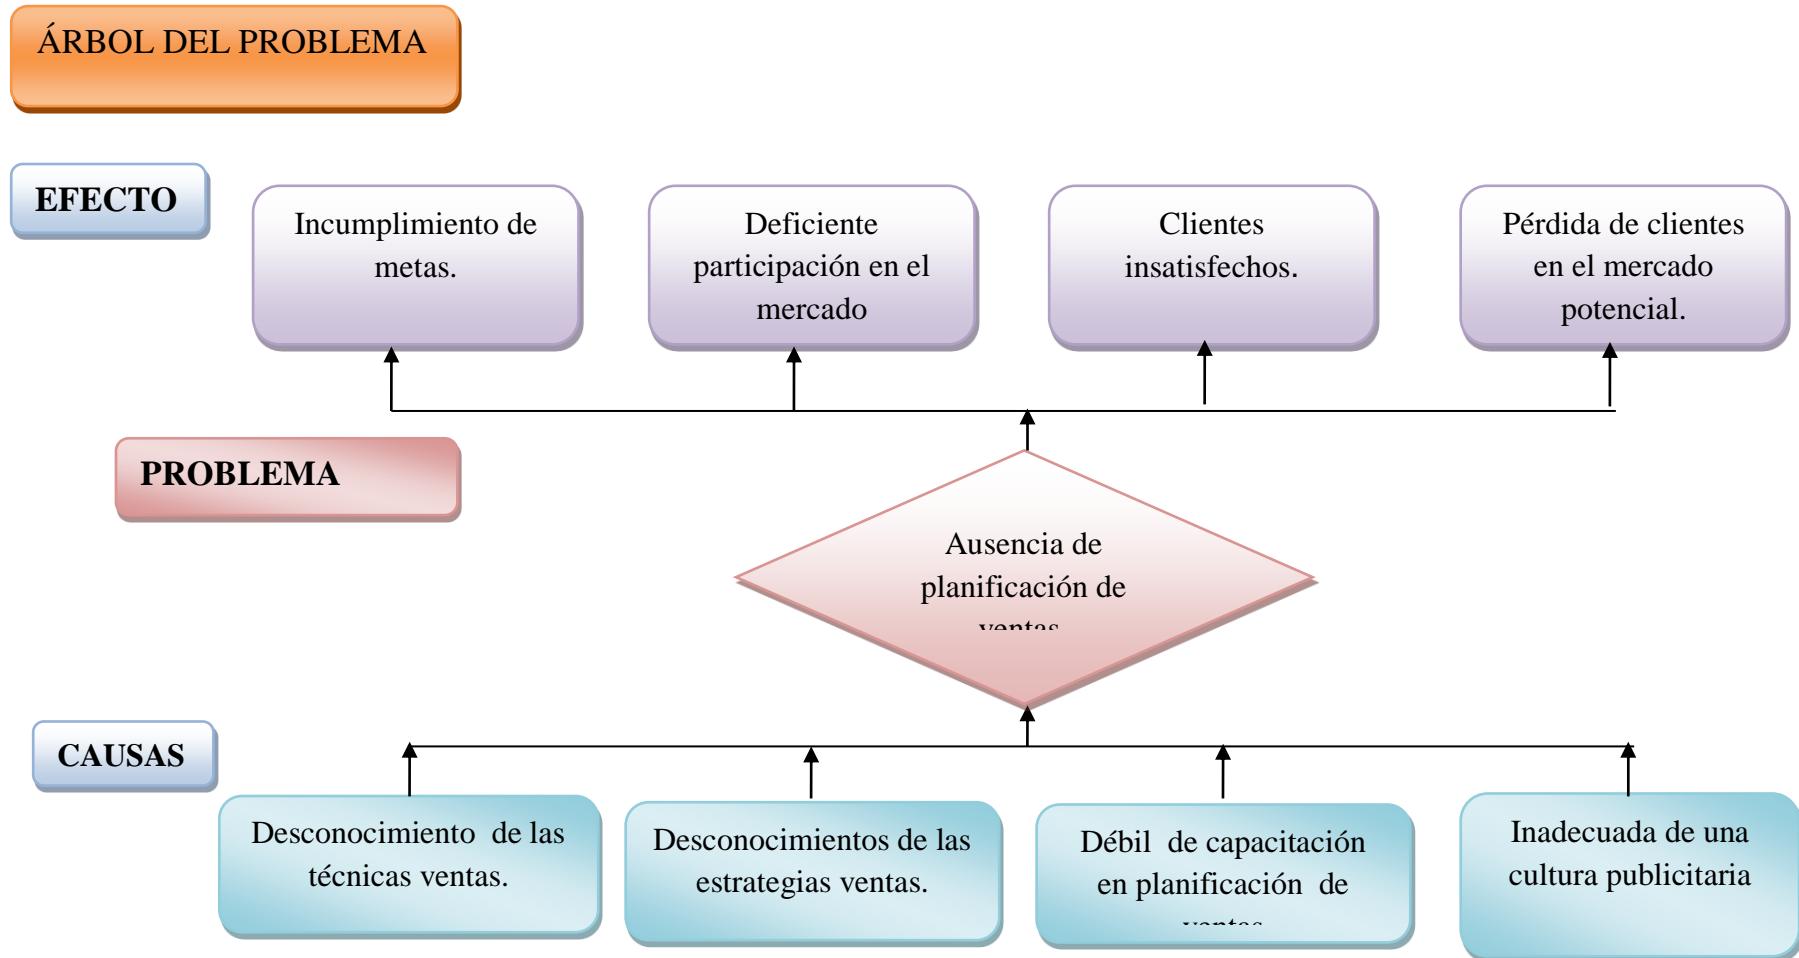 ÁRBOL DEL PROBLEMA
EFECTO
Incumplimiento de
metas.
Deficiente
participación en el
mercado
Clientes
insatisfechos.
Pérdida de clientes
en el mercado
potencial.
PROBLEMA
Ausencia de
planificación de
ventas
CAUSAS
Desconocimiento  de las
técnicas ventas.
Desconocimientos de las
estrategias ventas.
Débil  de capacitación
en planificación  de
ventas
Inadecuada de una
cultura publicitaria